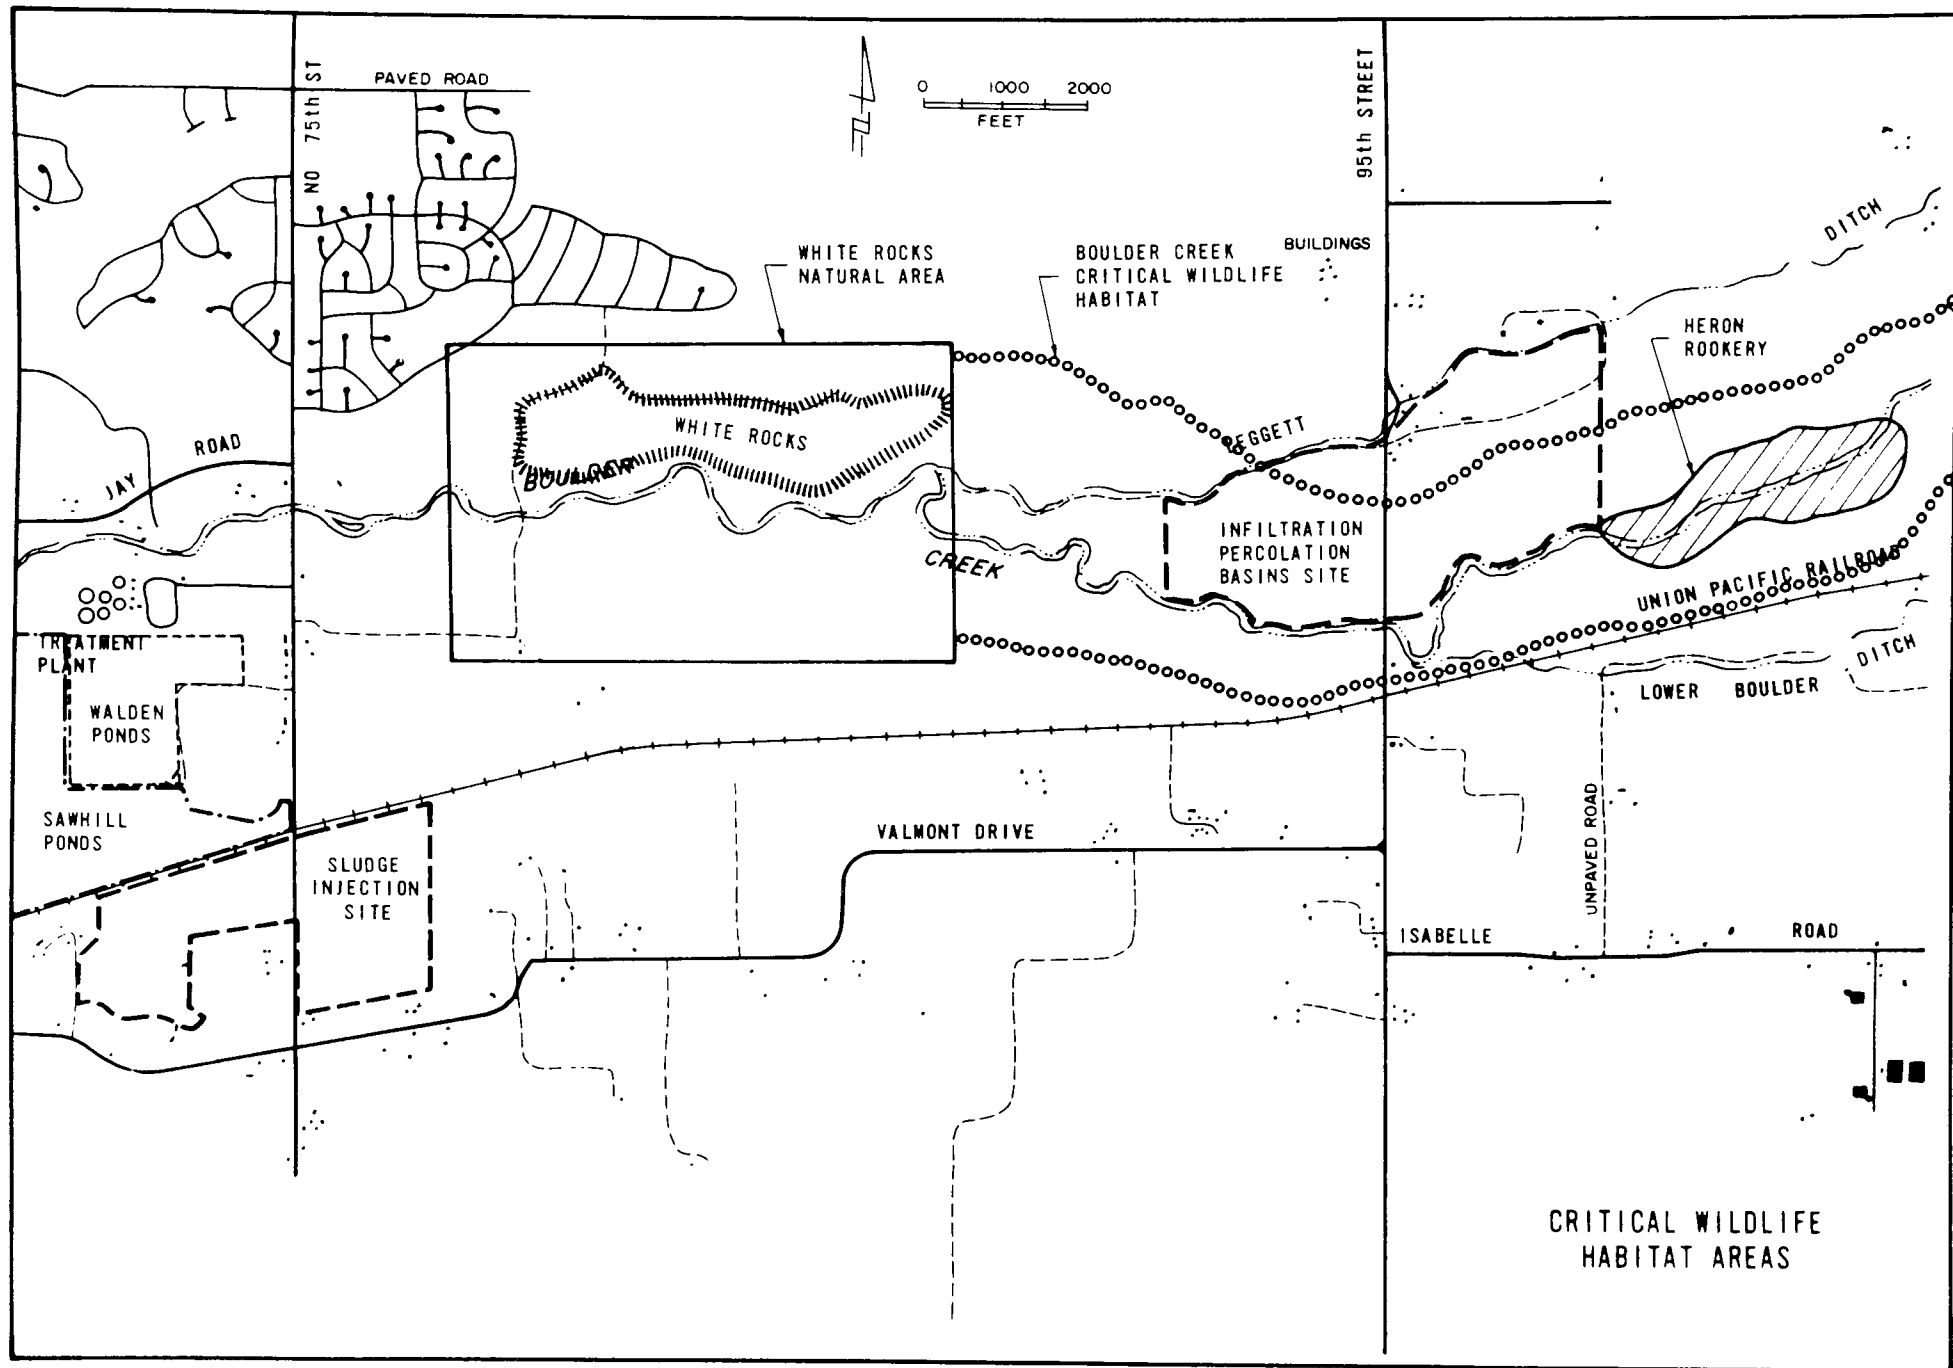 PAVED ROAD
NO 75th ST
0 1000 2000
FEET
95th STREET
DITCH
WHITE ROCKS
NATURAL AREA
BOULDER CREEK
CRITICAL WILDLIFE
HABITAT
BUILDINGS
HERON
ROOKERY
JAY ROAD
WHITE ROCKS
BOULDER
CREEK
LEGGETT
INFILTRATION
PERCOLATION
BASINS SITE
UNION PACIFIC RAILROAD
TREATMENT
PLANT
WALDEN
PONDS
LOWER BOULDER
DITCH
SAWHILL
PONDS
SLUDGE
INJECTION
SITE
VALMONT DRIVE
UNPAVED ROAD
ISABELLE ROAD
CRITICAL WILDLIFE
HABITAT AREAS